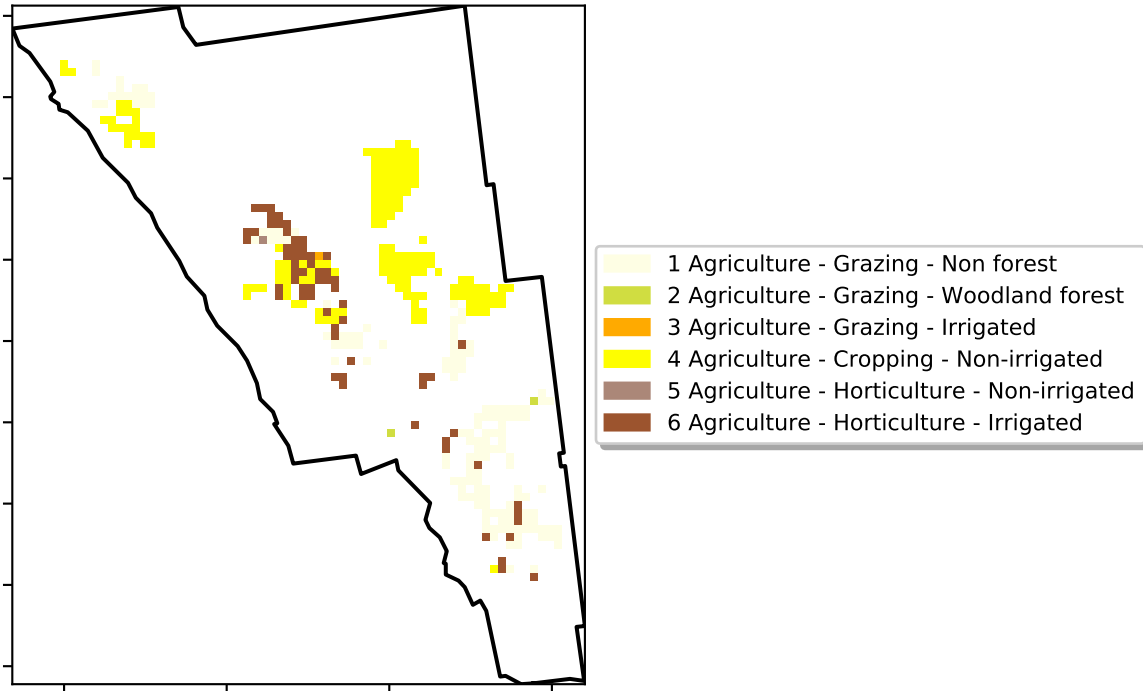 1 Agriculture - Grazing - Non forest
2 Agriculture - Grazing - Woodland forest
3 Agriculture - Grazing - Irrigated
4 Agriculture - Cropping - Non-irrigated
5 Agriculture - Horticulture - Non-irrigated
6 Agriculture - Horticulture - Irrigated